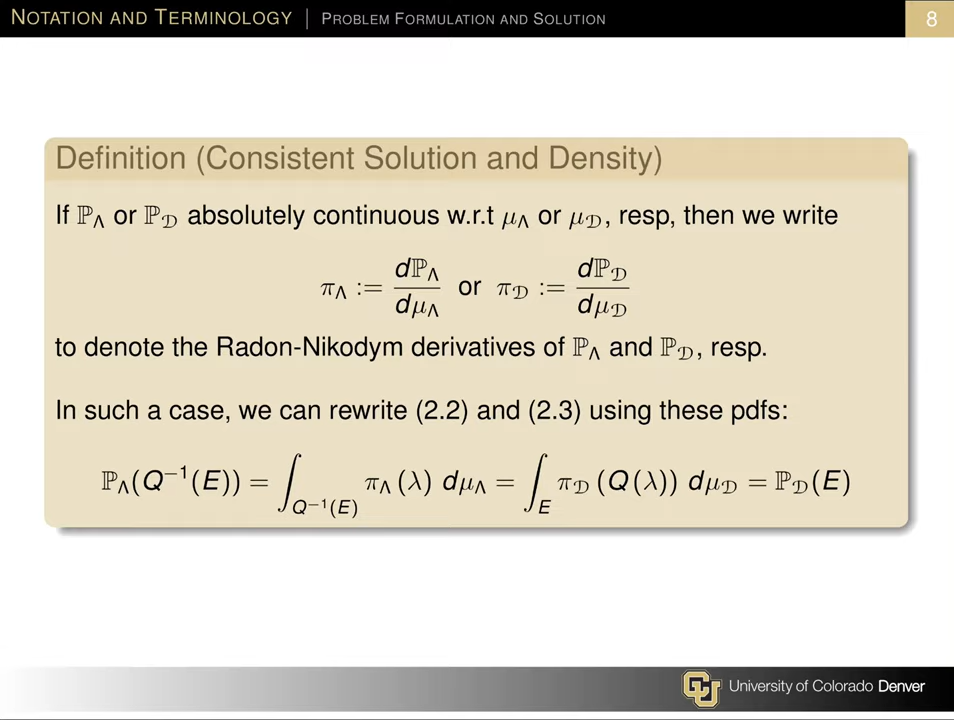 NOTATION AND TERMINOLOGY | PROBLEM FORMULATION AND SOLUTION 8
Definition (Consistent Solution and Density)
If ℙ_Λ or ℙ_𝒟 absolutely continuous w.r.t μ_Λ or μ_𝒟, resp, then we write
π_Λ := dℙ_Λ/dμ_Λ or π_𝒟 := dℙ_𝒟/dμ_𝒟
to denote the Radon-Nikodym derivatives of ℙ_Λ and ℙ_𝒟, resp.
In such a case, we can rewrite (2.2) and (2.3) using these pdfs:
ℙ_Λ(Q⁻¹(E)) = ∫_{Q⁻¹(E)} π_Λ (λ) dμ_Λ = ∫_E π_𝒟 (Q(λ)) dμ_𝒟 = ℙ_𝒟(E)
University of Colorado Denver